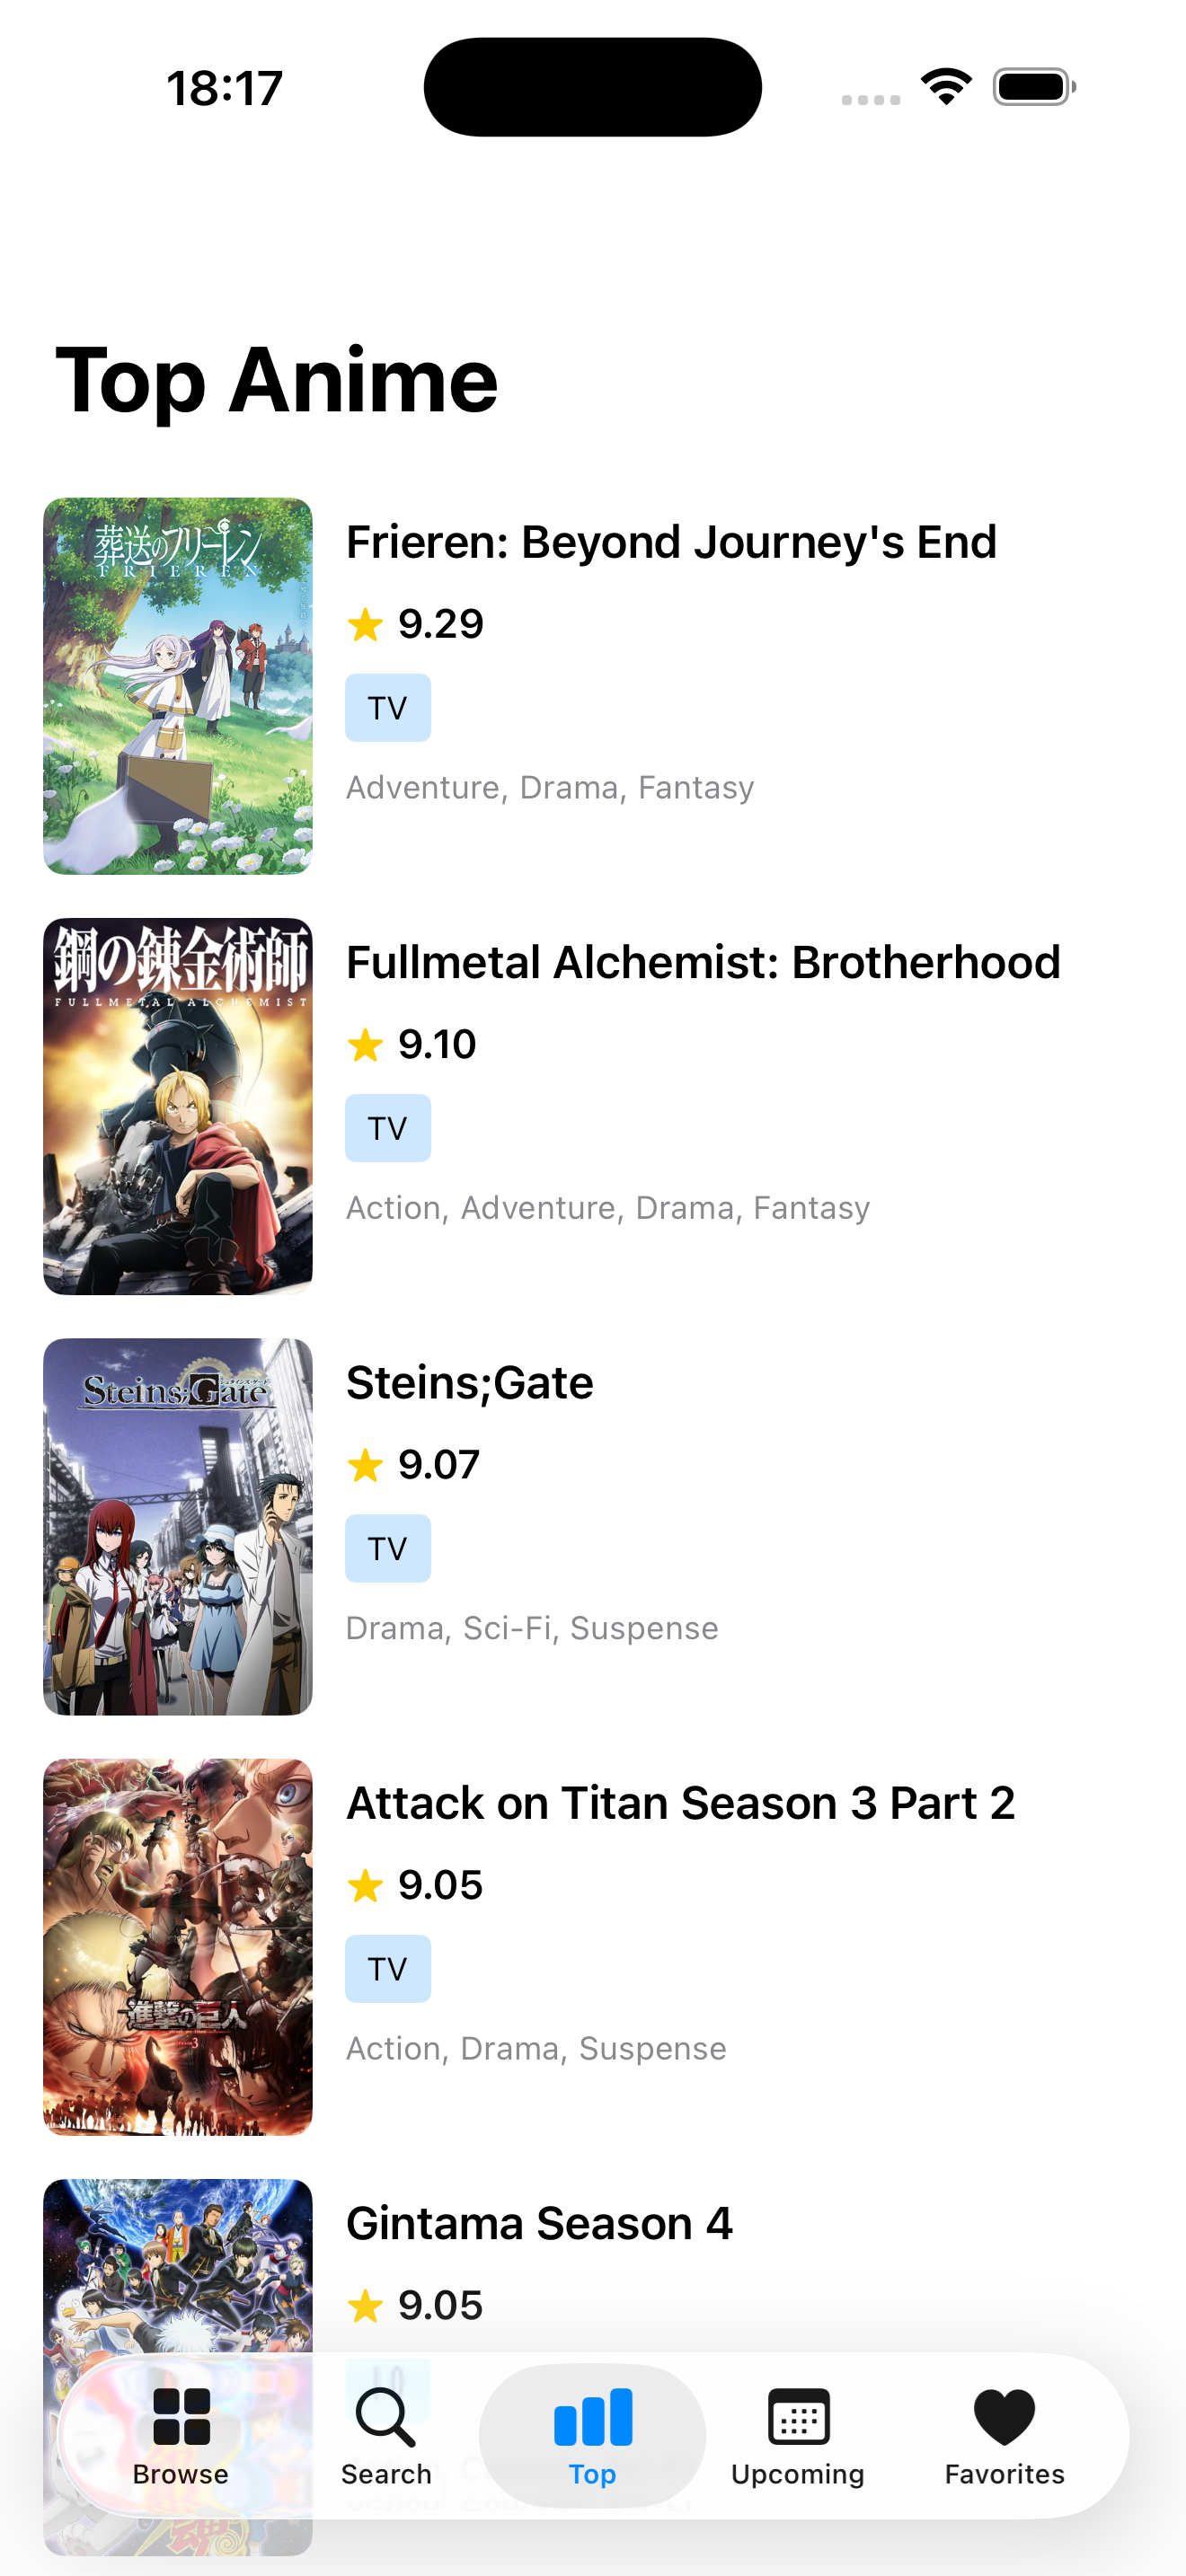 18:17
Top Anime
葬送のフリーレン
FRIEREN
Frieren: Beyond Journey's End
9.29
TV
Adventure, Drama, Fantasy
鋼の錬金術師
FULLMETAL ALCHEMIST
Fullmetal Alchemist: Brotherhood
9.10
TV
Action, Adventure, Drama, Fantasy
Steins;Gate
Steins;Gate
9.07
TV
Drama, Sci-Fi, Suspense
進撃の巨人
Attack on Titan Season 3 Part 2
9.05
TV
Action, Drama, Suspense
Gintama Season 4
9.05
Browse
Search
Top
Upcoming
Favorites